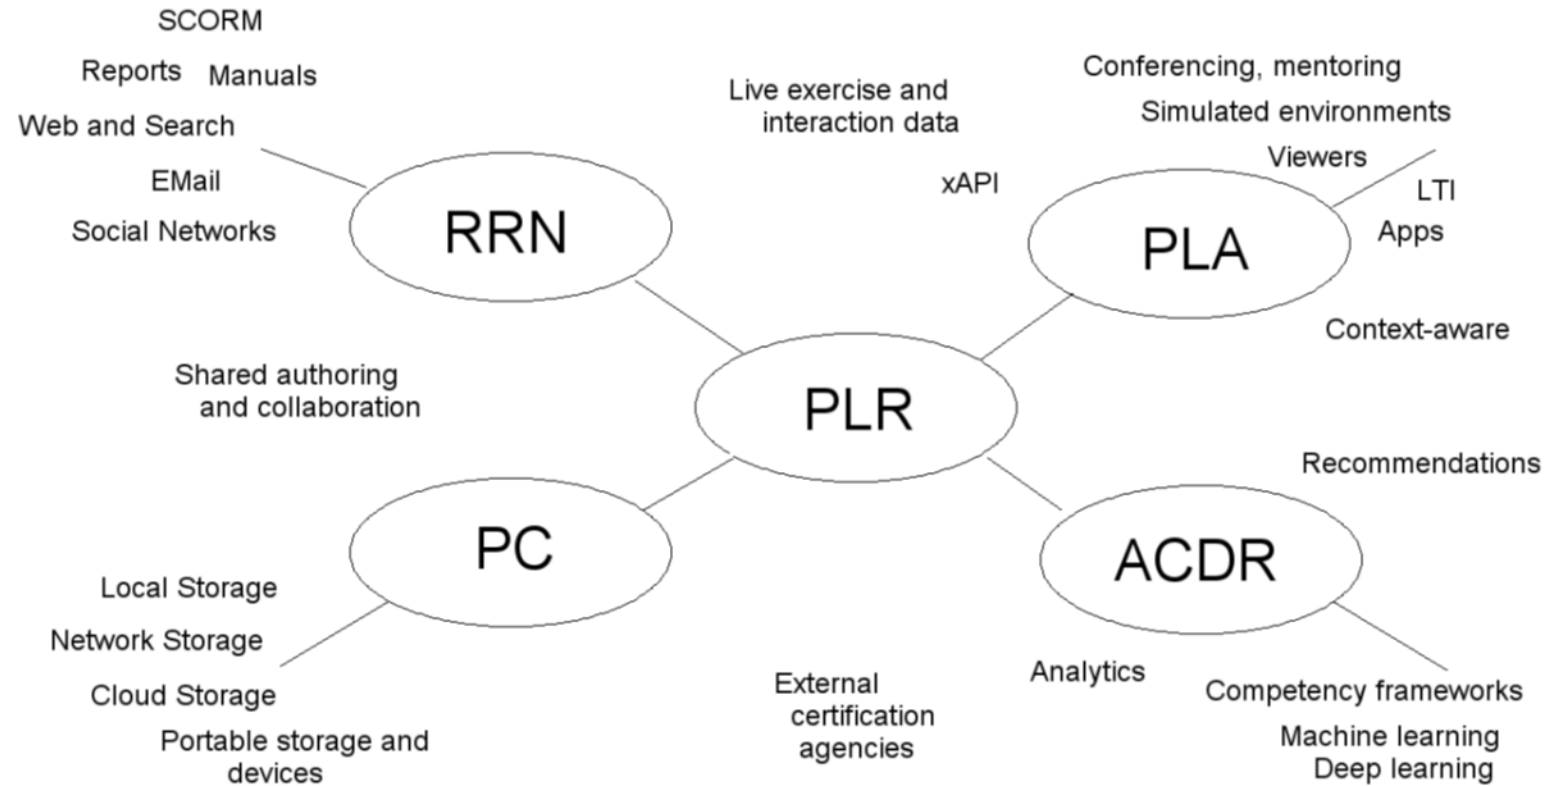 SCORM
Reports
Manuals
Web and Search
EMail
Social Networks
RRN
Live exercise and
interaction data
xAPI
Conferencing, mentoring
Simulated environments
Viewers
LTI
Apps
PLA
Context-aware
Shared authoring
and collaboration
PLR
Recommendations
PC
ACDR
Local Storage
Network Storage
Cloud Storage
Portable storage and
devices
External
certification
agencies
Analytics
Competency frameworks
Machine learning
Deep learning